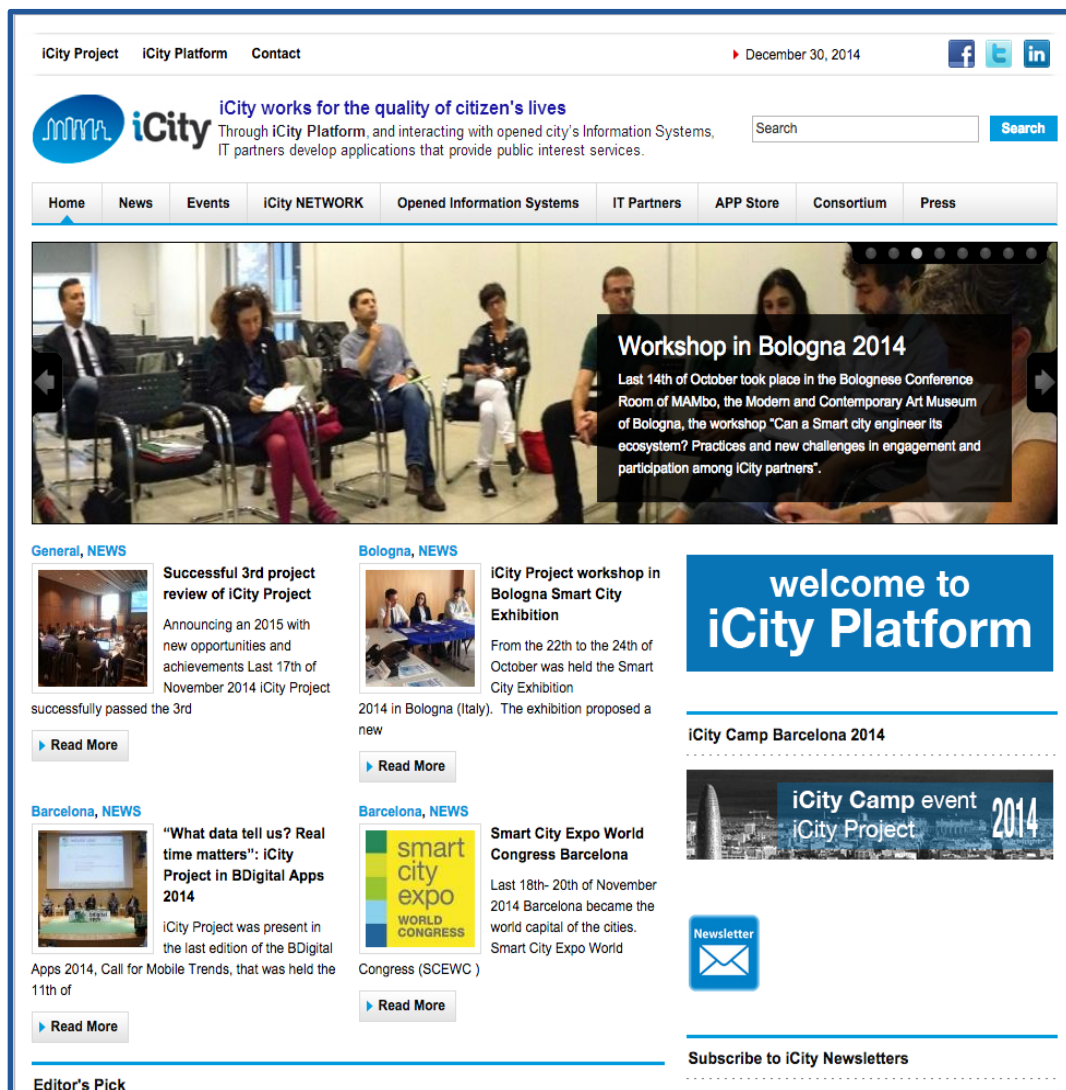 iCity Project iCity Platform Contact
December 30, 2014
f t in
iCity
iCity works for the quality of citizen's lives
Through iCity Platform, and interacting with opened city's Information Systems,
IT partners develop applications that provide public interest services.
Search
Search
Home News Events iCity NETWORK Opened Information Systems IT Partners APP Store Consortium Press
Workshop in Bologna 2014
Last 14th of October took place in the Bolognese Conference
Room of MAMbo, the Modern and Contemporary Art Museum
of Bologna, the workshop “Can a Smart city engineer its
ecosystem? Practices and new challenges in engagement and
participation among iCity partners”.
General, NEWS
Successful 3rd project
review of iCity Project
Announcing an 2015 with
new opportunities and
achievements Last 17th of
November 2014 iCity Project
successfully passed the 3rd
Read More
Bologna, NEWS
iCity Project workshop in
Bologna Smart City
Exhibition
From the 22th to the 24th of
October was held the Smart
City Exhibition
2014 in Bologna (Italy). The exhibition proposed a
new
Read More
Barcelona, NEWS
“What data tell us? Real
time matters”: iCity
Project in BDigital Apps
2014
iCity Project was present in
the last edition of the BDigital
Apps 2014, Call for Mobile Trends, that was held the
11th of
Read More
Barcelona, NEWS
smart
city
expo
WORLD
CONGRESS
Smart City Expo World
Congress Barcelona
Last 18th- 20th of November
2014 Barcelona became the
world capital of the cities.
Smart City Expo World
Congress (SCEWC )
Read More
Editor's Pick
welcome to
iCity Platform
iCity Camp Barcelona 2014
iCity Camp event
iCity Project
2014
Newsletter
Subscribe to iCity Newsletters